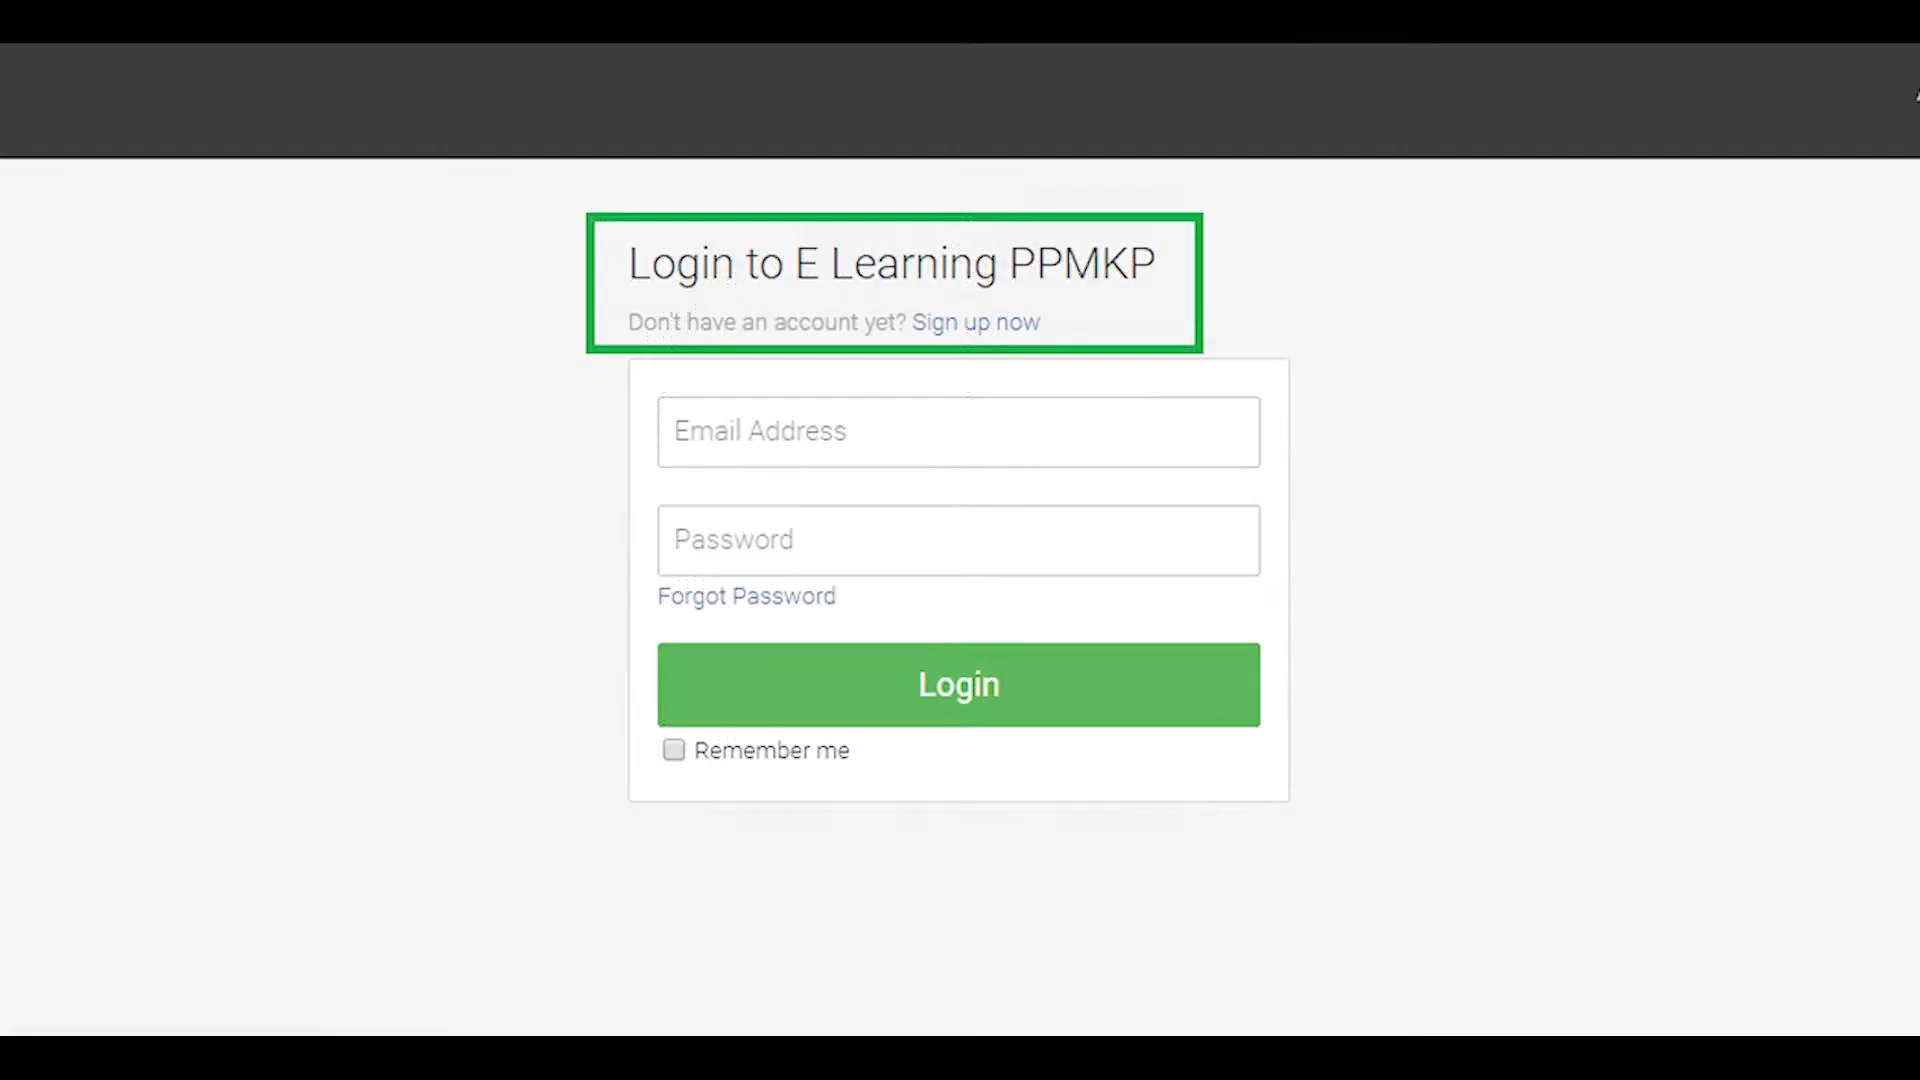 Login to E Learning PPMKP
Don't have an account yet? Sign up now
Email Address
Password
Forgot Password
Login
Remember me